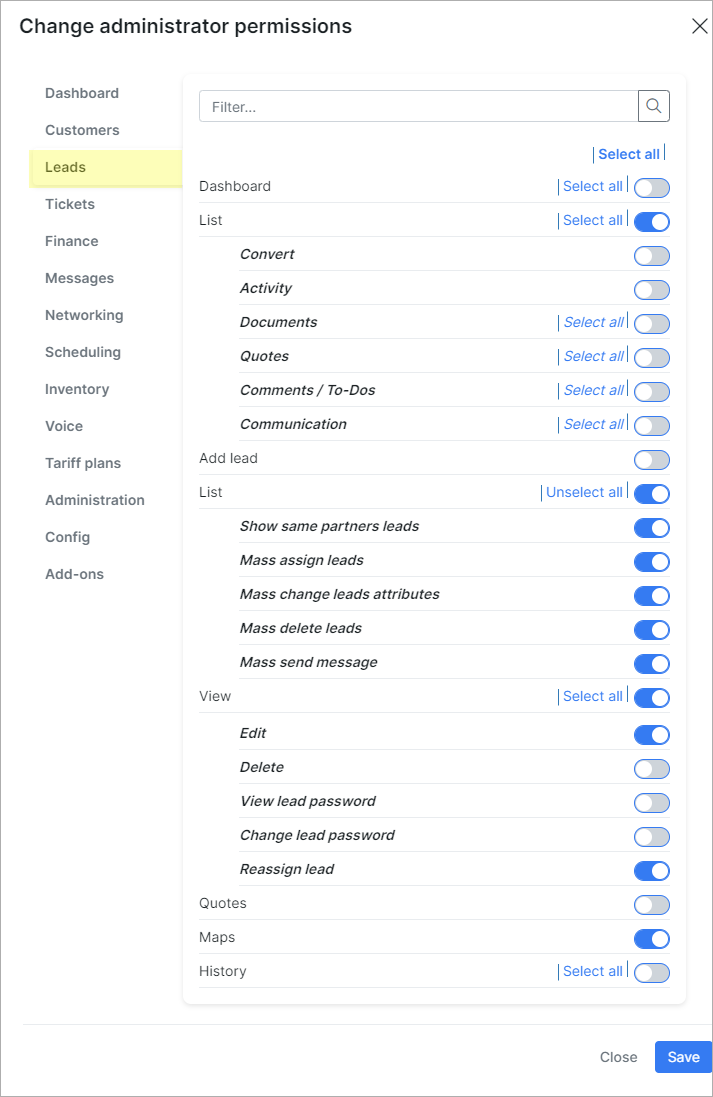 Change administrator permissions
Dashboard
Customers
Leads
Tickets
Finance
Messages
Networking
Scheduling
Inventory
Voice
Tariff plans
Administration
Config
Add-ons
Filter...
Select all
Dashboard Select all
List Select all
Convert
Activity
Documents Select all
Quotes Select all
Comments / To-Dos Select all
Communication Select all
Add lead
List Unselect all
Show same partners leads
Mass assign leads
Mass change leads attributes
Mass delete leads
Mass send message
View Select all
Edit
Delete
View lead password
Change lead password
Reassign lead
Quotes
Maps
History Select all
Close Save